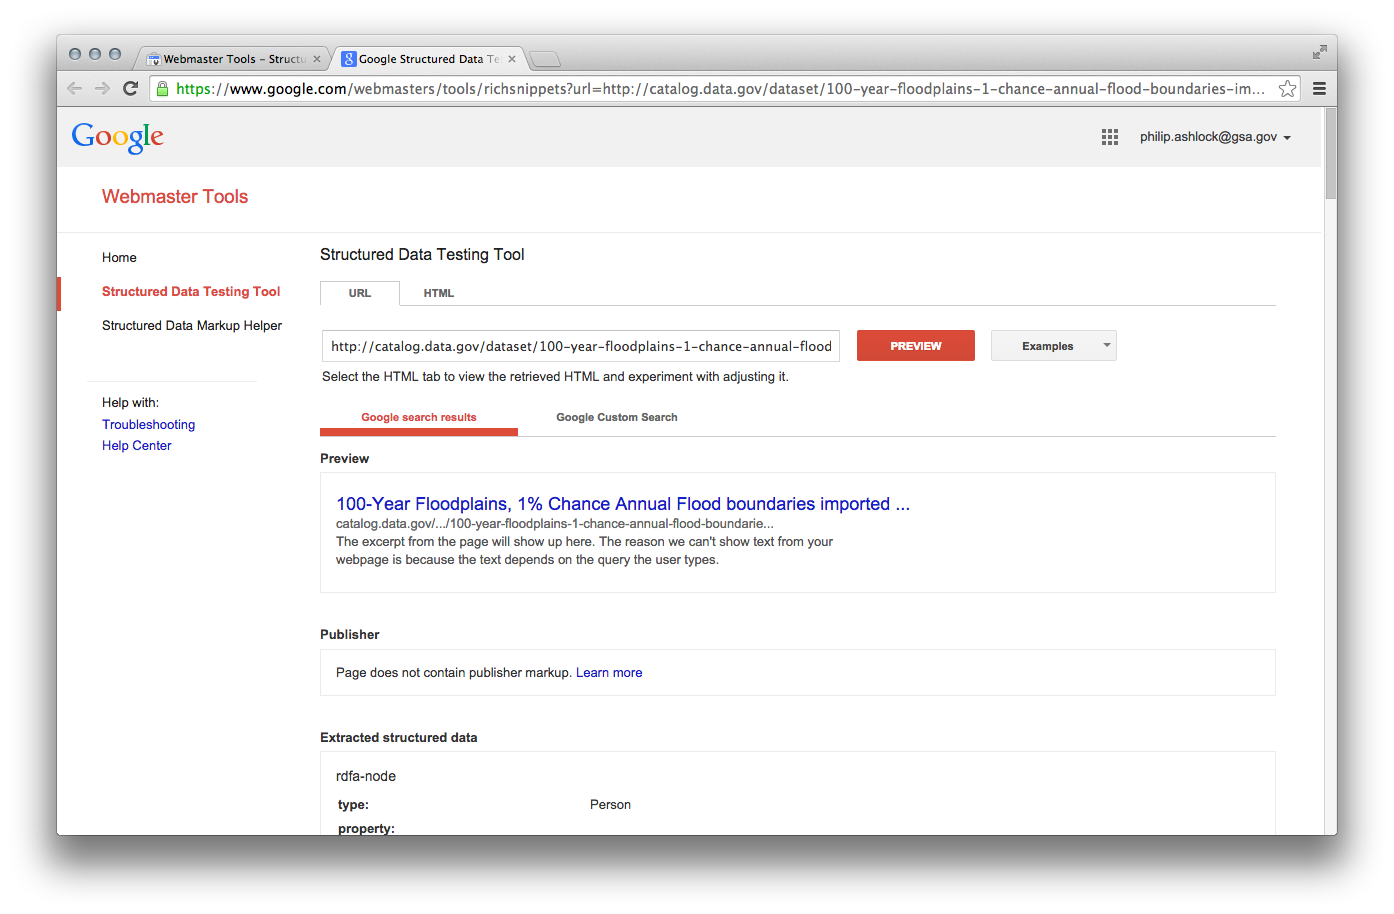 Webmaster Tools – Structu
Google Structured Data Te
https://www.google.com/webmasters/tools/richsnippets?url=http://catalog.data.gov/dataset/100-year-floodplains-1-chance-annual-flood-boundaries-im...
Google
philip.ashlock@gsa.gov
Webmaster Tools
Home
Structured Data Testing Tool
Structured Data Markup Helper
Help with:
Troubleshooting
Help Center
Structured Data Testing Tool
URL HTML
http://catalog.data.gov/dataset/100-year-floodplains-1-chance-annual-flood
PREVIEW
Examples
Select the HTML tab to view the retrieved HTML and experiment with adjusting it.
Google search results Google Custom Search
Preview
100-Year Floodplains, 1% Chance Annual Flood boundaries imported ...
catalog.data.gov/.../100-year-floodplains-1-chance-annual-flood-boundarie...
The excerpt from the page will show up here. The reason we can't show text from your
webpage is because the text depends on the query the user types.
Publisher
Page does not contain publisher markup. Learn more
Extracted structured data
rdfa-node
type: Person
property: